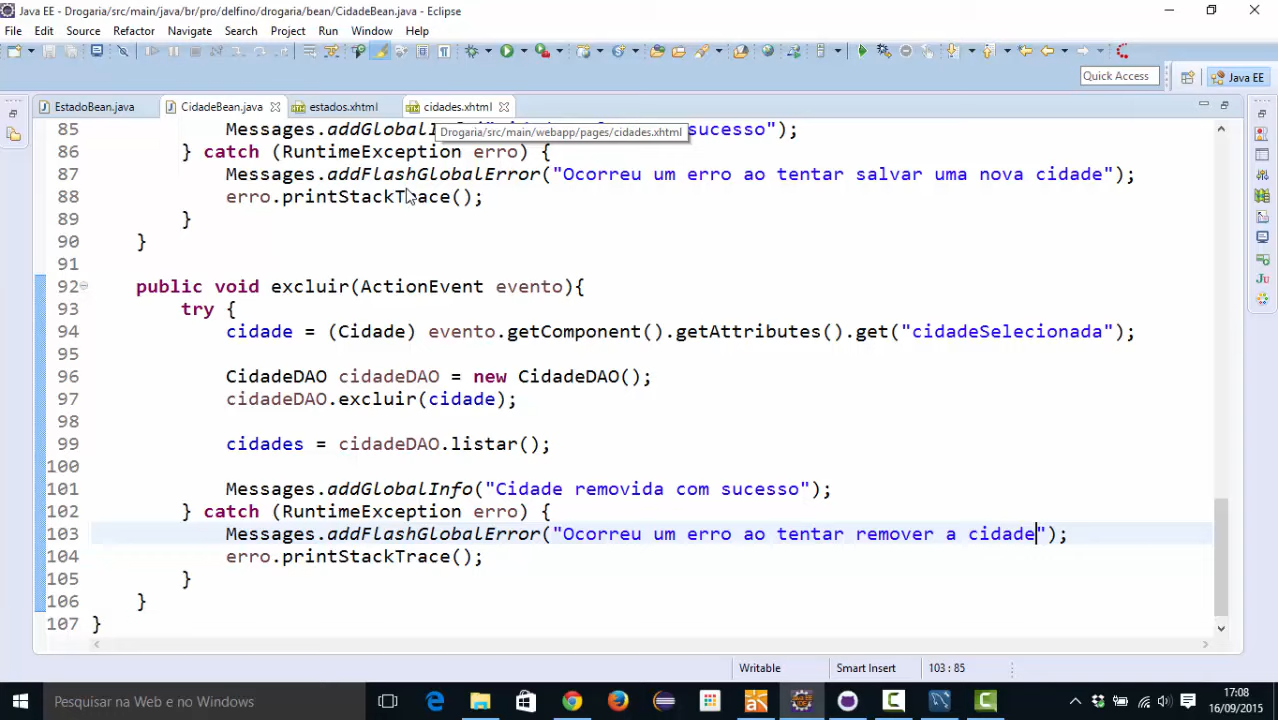 Java EE - Drogaria/src/main/java/br/pro/delfino/drogaria/bean/CidadeBean.java - Eclipse
File Edit Source Refactor Navigate Search Project Run Window Help
Quick Access Java EE
EstadoBean.java CidadeBean.java estados.xhtml cidades.xhtml
Drogaria/src/main/webapp/pages/cidades.xhtml
85 Messages.addGlobalI sucesso");
86 } catch (RuntimeException erro) {
87 Messages.addFlashGlobalError("Ocorreu um erro ao tentar salvar uma nova cidade");
88 erro.printStackTrace();
89 }
90 }
91
92 public void excluir(ActionEvent evento){
93 try {
94 cidade = (Cidade) evento.getComponent().getAttributes().get("cidadeSelecionada");
95
96 CidadeDAO cidadeDAO = new CidadeDAO();
97 cidadeDAO.excluir(cidade);
98
99 cidades = cidadeDAO.listar();
100
101 Messages.addGlobalInfo("Cidade removida com sucesso");
102 } catch (RuntimeException erro) {
103 Messages.addFlashGlobalError("Ocorreu um erro ao tentar remover a cidade");
104 erro.printStackTrace();
105 }
106 }
107 }
Writable Smart Insert 103 : 85
Pesquisar na Web e no Windows
17:08
16/09/2015